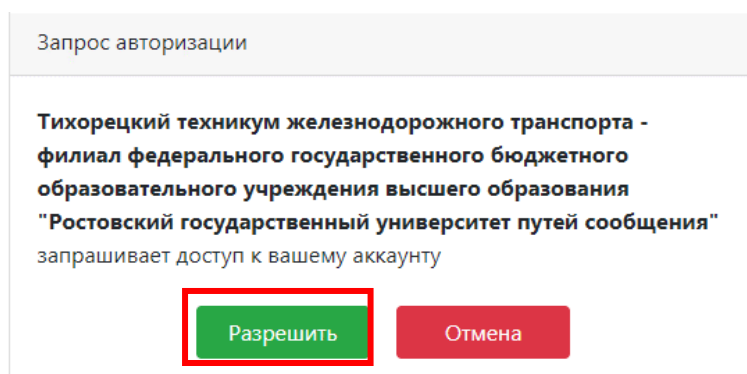 Запрос авторизации
Тихорецкий техникум железнодорожного транспорта -
филиал федерального государственного бюджетного
образовательного учреждения высшего образования
"Ростовский государственный университет путей сообщения"
запрашивает доступ к вашему аккаунту
Разрешить Отмена